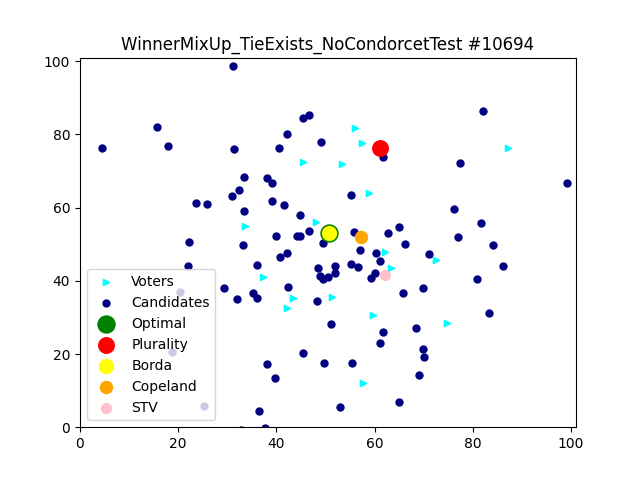 WinnerMixUp_TieExists_NoCondorcetTest #10694
100
80
60
40
20
0
Voters
Candidates
Optimal
Plurality
Borda
Copeland
STV
0 20 40 60 80 100